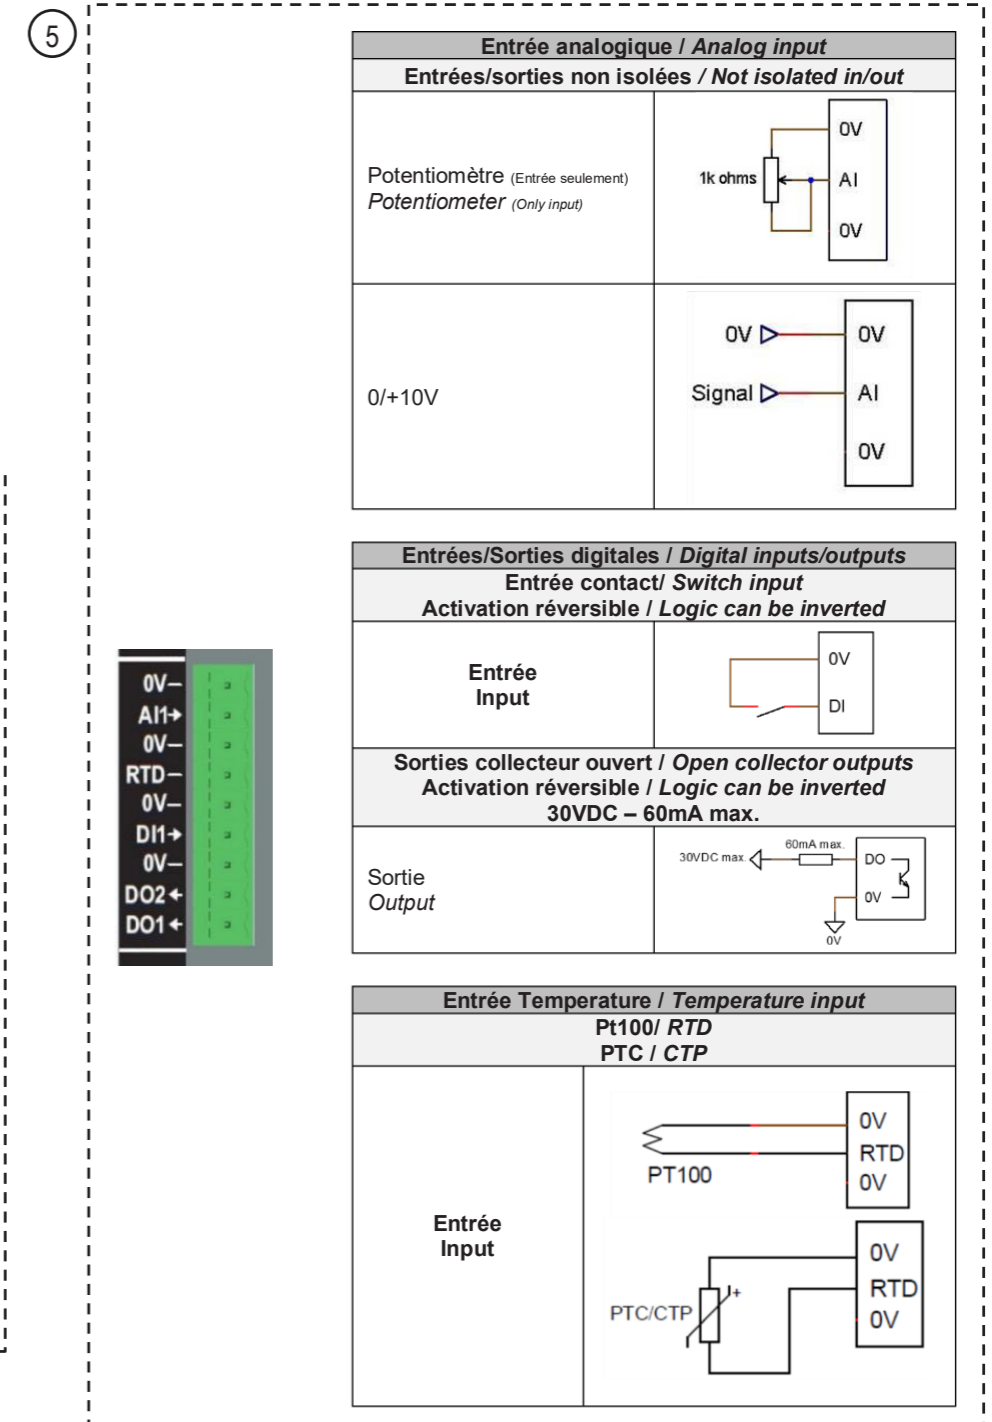 5
Entrée analogique / Analog input
Entrées/sorties non isolées / Not isolated in/out
Potentiomètre (Entrée seulement)
Potentiometer (Only input)
1k ohms
0V
AI
0V
0/+10V
0V
Signal
0V
AI
0V
Entrées/Sorties digitales / Digital inputs/outputs
Entrée contact/ Switch input
Activation réversible / Logic can be inverted
Entrée
Input
0V
DI
Sorties collecteur ouvert / Open collector outputs
Activation réversible / Logic can be inverted
30VDC – 60mA max.
Sortie
Output
30VDC max.
60mA max.
DO
0V
0V
0V
AI1
0V
RTD
0V
DI1
0V
DO2
DO1
Entrée Temperature / Temperature input
Pt100/ RTD
PTC / CTP
Entrée
Input
PT100
0V
RTD
0V
PTC/CTP
+
0V
RTD
0V